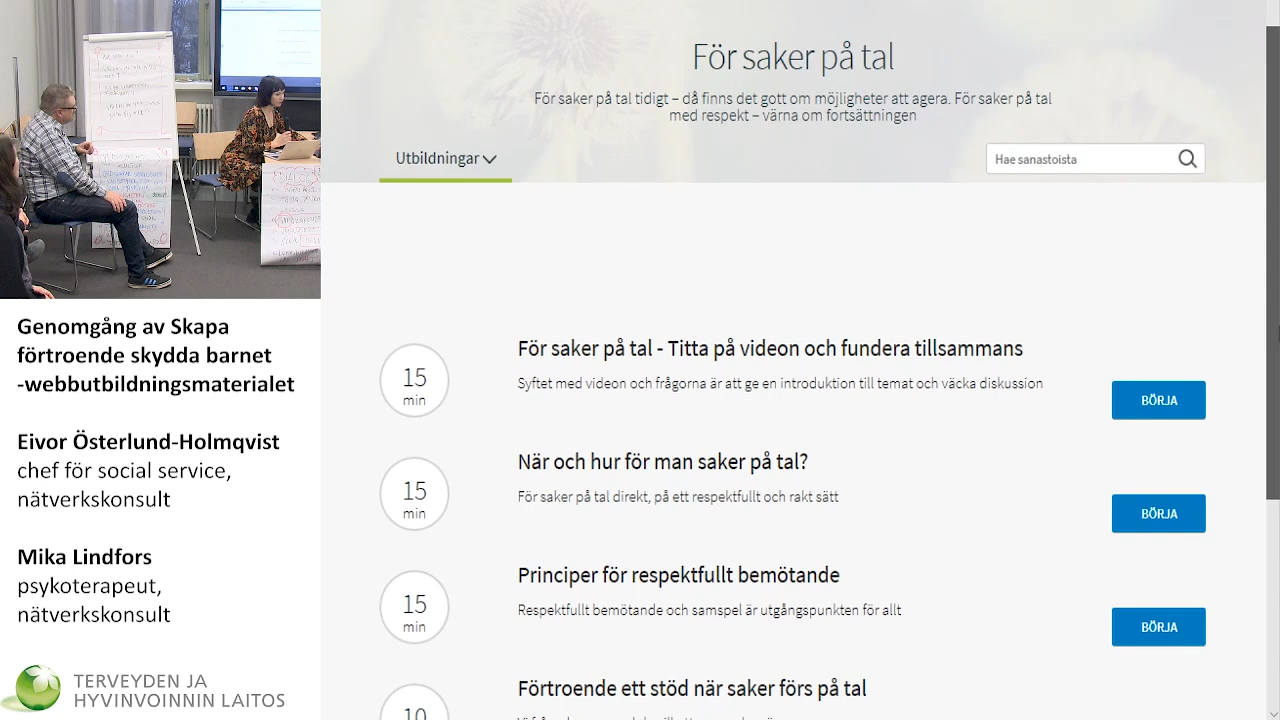 Genomgång av Skapa
förtroende skydda barnet
-webbutbildningsmaterialet
Eivor Österlund-Holmqvist
chef för social service,
nätverkskonsult
Mika Lindfors
psykoterapeut,
nätverkskonsult
TERVEYDEN JA
HYVINVOINNIN LAITOS
För saker på tal
För saker på tal tidigt – då finns det gott om möjligheter att agera. För saker på tal
med respekt – värna om fortsättningen
Utbildningar
Hae sanastoista
15
min
För saker på tal - Titta på videon och fundera tillsammans
Syftet med videon och frågorna är att ge en introduktion till temat och väcka diskussion
BÖRJA
15
min
När och hur för man saker på tal?
För saker på tal direkt, på ett respektfullt och rakt sätt
BÖRJA
15
min
Principer för respektfullt bemötande
Respektfullt bemötande och samspel är utgångspunkten för allt
BÖRJA
10
Förtroende ett stöd när saker förs på tal